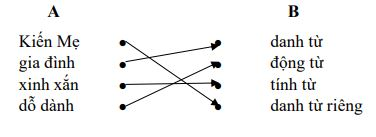 A B
Kiến Mẹ danh từ
gia đình động từ
xinh xắn tính từ
dỗ dành danh từ riêng